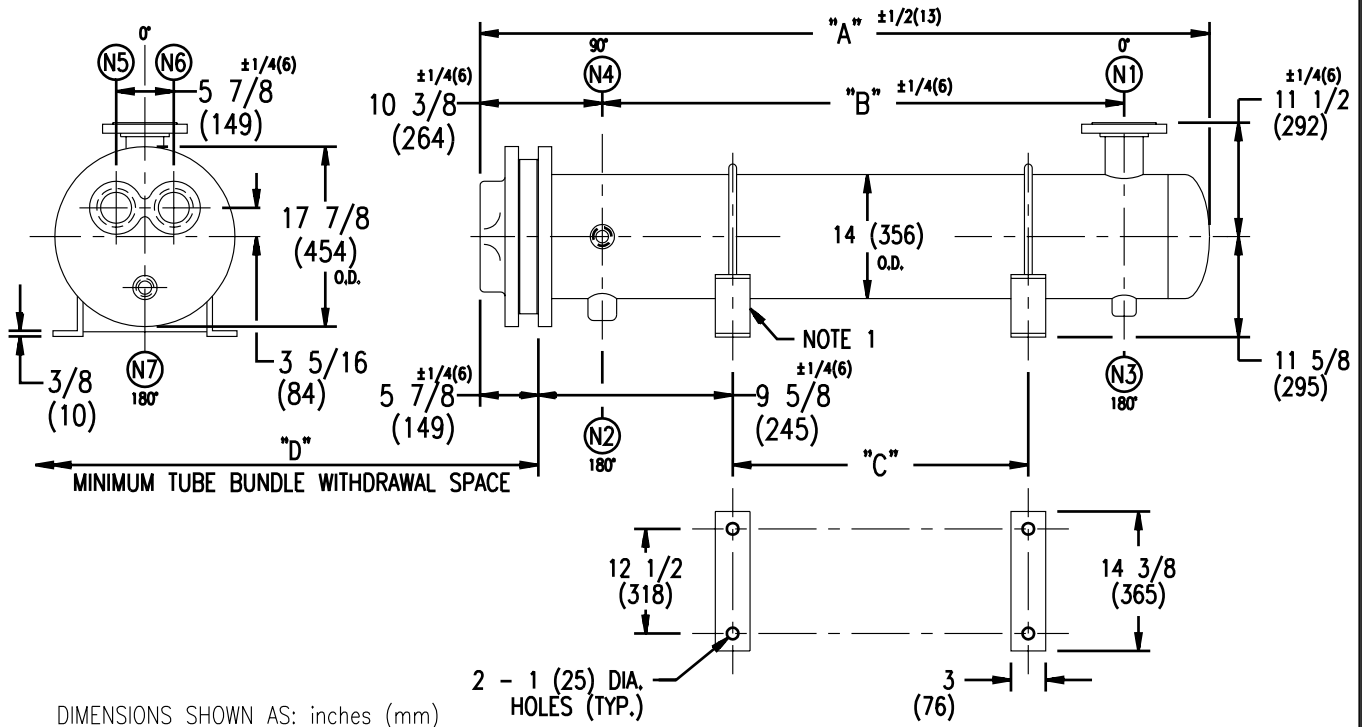 0°
N5 N6
±1/4(6)
5 7/8
(149)
17 7/8
(454)
O.D.
3/8
(10)
N7
180°
3 5/16
(84)
"A" ±1/2(13)
±1/4(6)
10 3/8
(264)
90°
N4
"B" ±1/4(6)
0°
N1
±1/4(6)
11 1/2
(292)
14 (356)
O.D.
NOTE 1
±1/4(6)
5 7/8
(149)
N2
180°
±1/4(6)
9 5/8
(245)
N3
180°
11 5/8
(295)
"D"
MINIMUM TUBE BUNDLE WITHDRAWAL SPACE
"C"
12 1/2
(318)
14 3/8
(365)
2 - 1 (25) DIA.
HOLES (TYP.)
3
(76)
DIMENSIONS SHOWN AS: inches (mm)